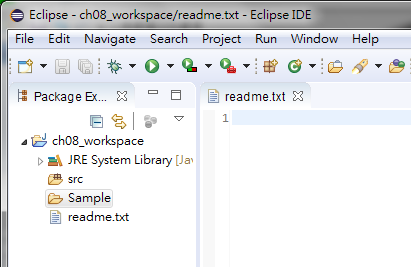 Eclipse - ch08_workspace/readme.txt - Eclipse IDE
File Edit Navigate Search Project Run Window Help
Package Ex...
readme.txt
1
ch08_workspace
JRE System Library [Jav
src
Sample
readme.txt